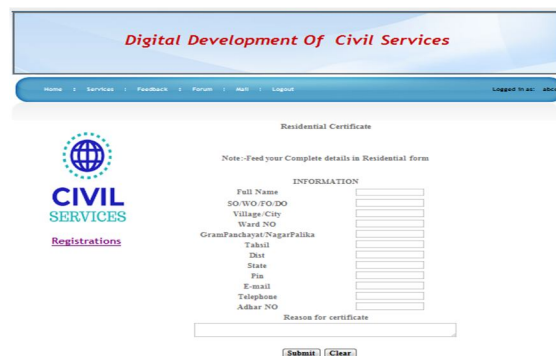 Digital Development Of Civil Services
Home : Services : Feedback : Forum : Mail : Logout
Logged in as: abc
Residential Certificate
Note:-Feed your Complete details in Residential form
CIVIL
SERVICES
Registrations
INFORMATION
Full Name
SO/WO/FO/DO
Village/City
Ward NO
GramPanchayat/NagarPalika
Tahsil
Dist
State
Pin
E-mail
Telephone
Adhar NO
Reason for certificate
Submit Clear